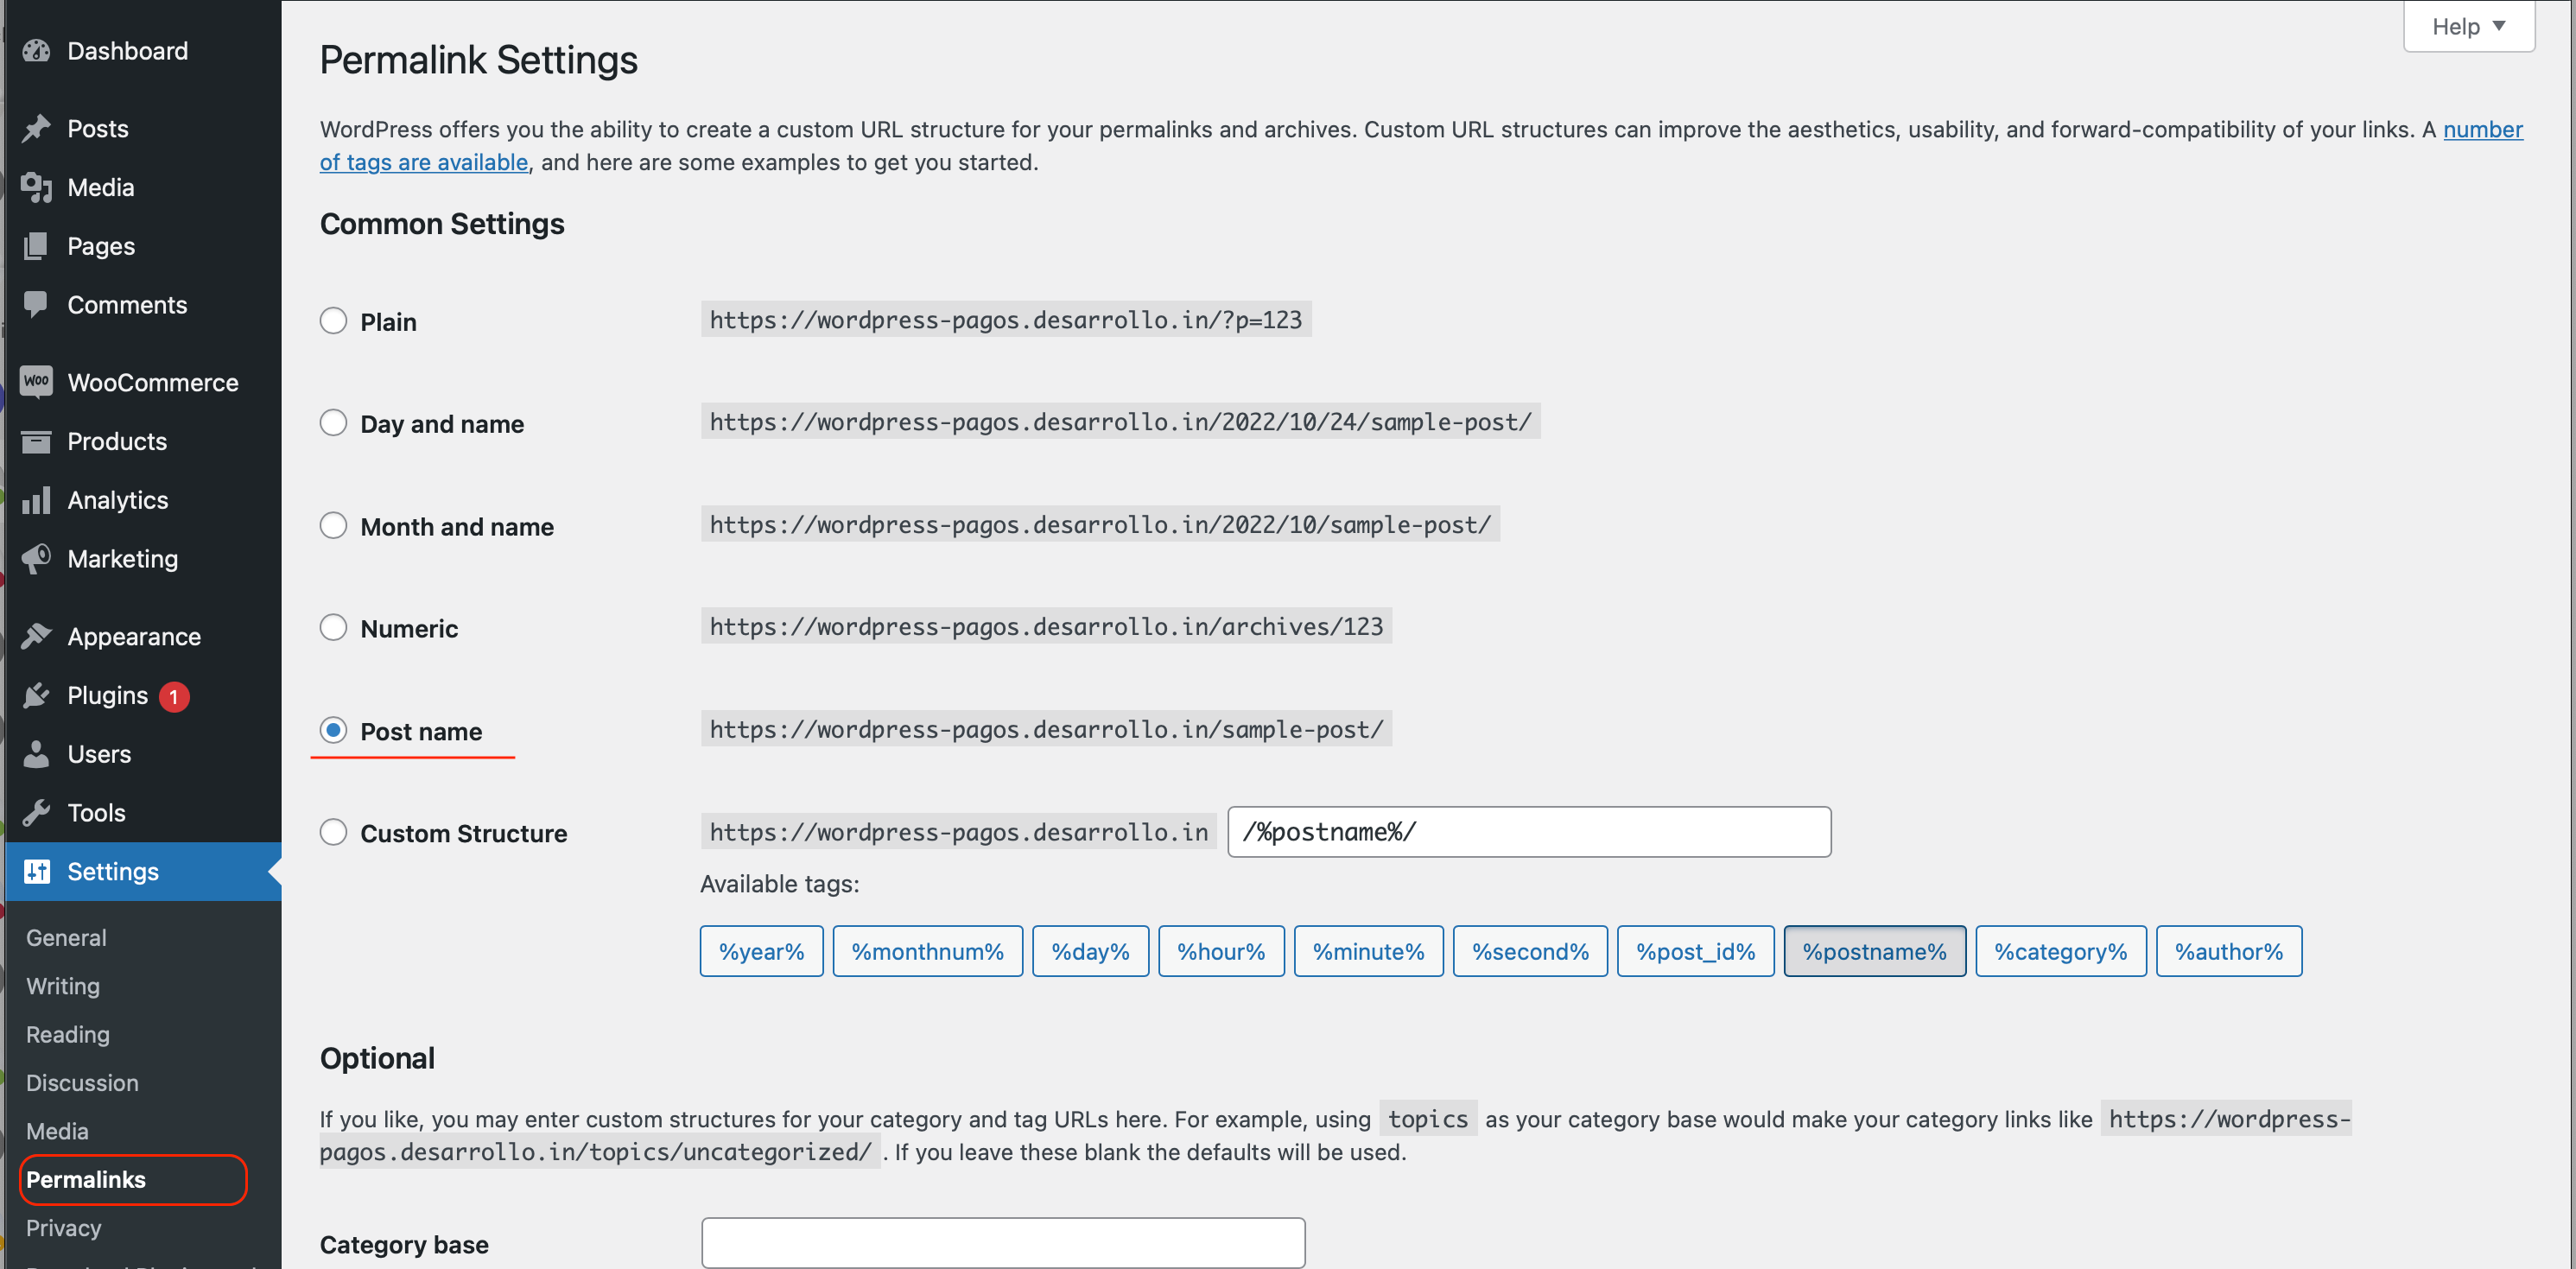 Dashboard
Posts
Media
Pages
Comments
Woo WooCommerce
Products
Analytics
Marketing
Appearance
Plugins 1
Users
Tools
Settings
General
Writing
Reading
Discussion
Media
Permalinks
Privacy
Help
Permalink Settings
WordPress offers you the ability to create a custom URL structure for your permalinks and archives. Custom URL structures can improve the aesthetics, usability, and forward-compatibility of your links. A number
of tags are available, and here are some examples to get you started.
Common Settings
Plain https://wordpress-pagos.desarrollo.in/?p=123
Day and name https://wordpress-pagos.desarrollo.in/2022/10/24/sample-post/
Month and name https://wordpress-pagos.desarrollo.in/2022/10/sample-post/
Numeric https://wordpress-pagos.desarrollo.in/archives/123
Post name https://wordpress-pagos.desarrollo.in/sample-post/
Custom Structure https://wordpress-pagos.desarrollo.in /%postname%/
Available tags:
%year% %monthnum% %day% %hour% %minute% %second% %post_id% %postname% %category% %author%
Optional
If you like, you may enter custom structures for your category and tag URLs here. For example, using topics as your category base would make your category links like https://wordpress-
pagos.desarrollo.in/topics/uncategorized/ . If you leave these blank the defaults will be used.
Category base